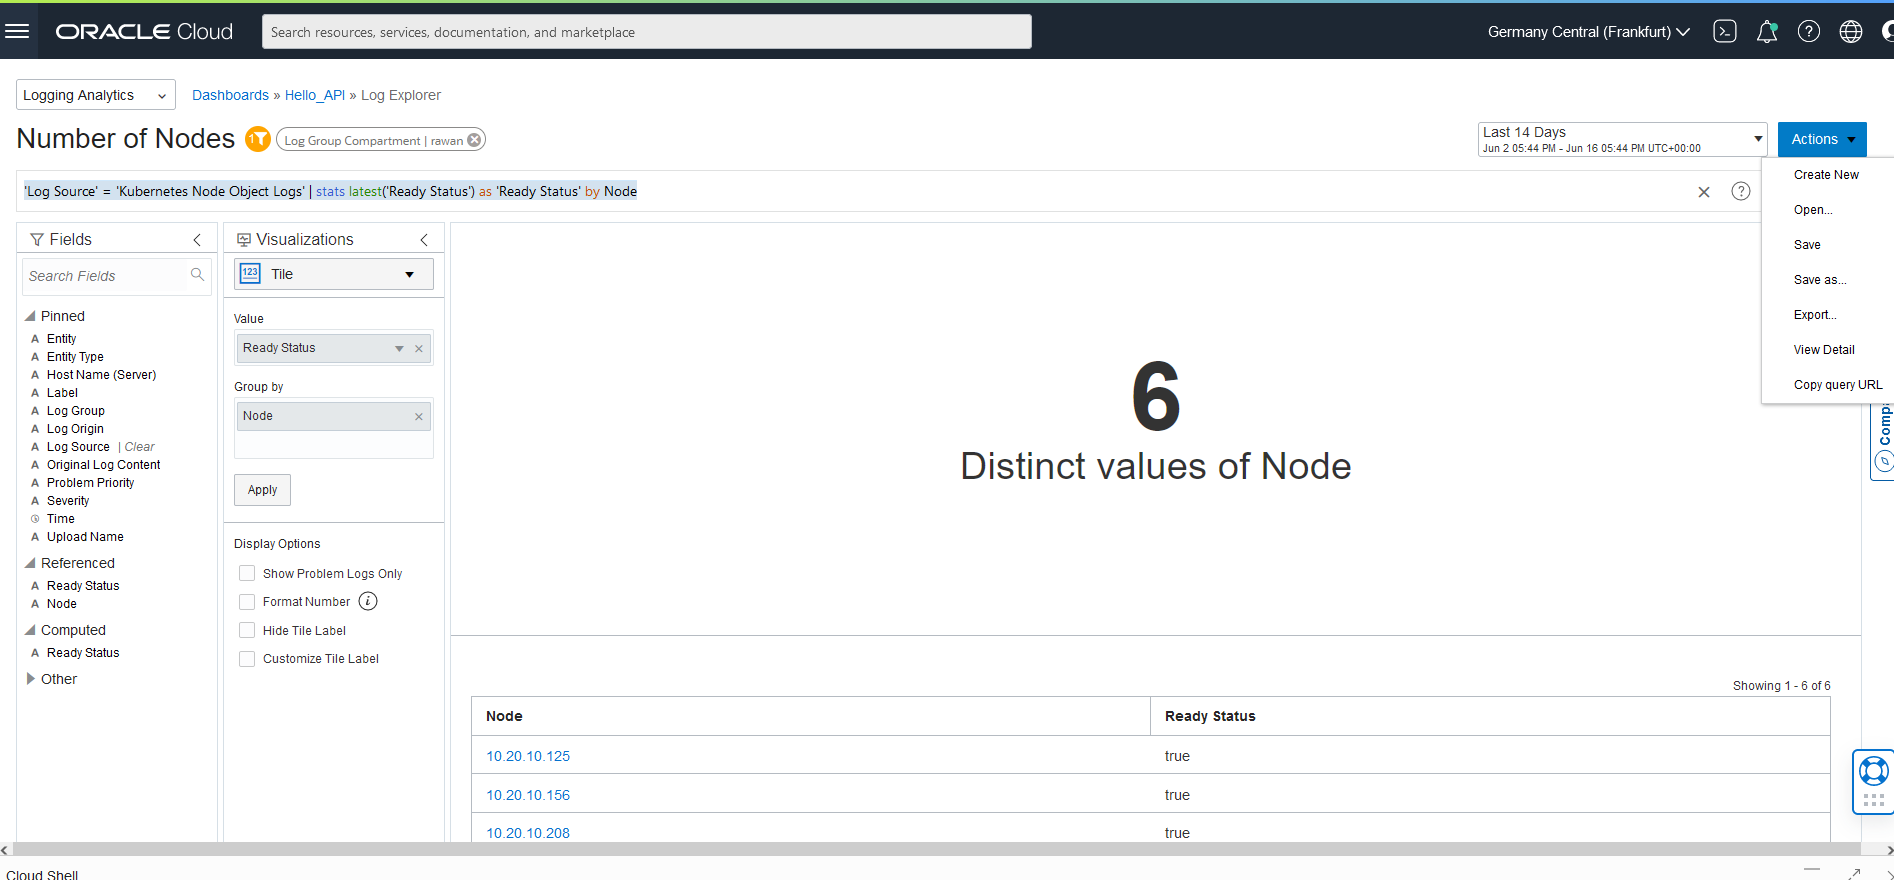 ORACLE Cloud
Search resources, services, documentation, and marketplace
Germany Central (Frankfurt)
Logging Analytics
Dashboards » Hello_API » Log Explorer
Number of Nodes
1
Log Group Compartment | rawan
Last 14 Days
Jun 2 05:44 PM - Jun 16 05:44 PM UTC+00:00
Actions
Create New
Open...
Save
Save as...
Export...
View Detail
Copy query URL
'Log Source' = 'Kubernetes Node Object Logs' | stats latest('Ready Status') as 'Ready Status' by Node
Fields
Search Fields
Pinned
A Entity
A Entity Type
A Host Name (Server)
A Label
A Log Group
A Log Origin
A Log Source | Clear
A Original Log Content
A Problem Priority
A Severity
Time
A Upload Name
Referenced
A Ready Status
A Node
Computed
A Ready Status
Other
Visualizations
123 Tile
Value
Ready Status
Group by
Node
Apply
Display Options
Show Problem Logs Only
Format Number
Hide Tile Label
Customize Tile Label
6
Distinct values of Node
Showing 1 - 6 of 6
Node Ready Status
10.20.10.125 true
10.20.10.156 true
10.20.10.208 true
Cloud Shell